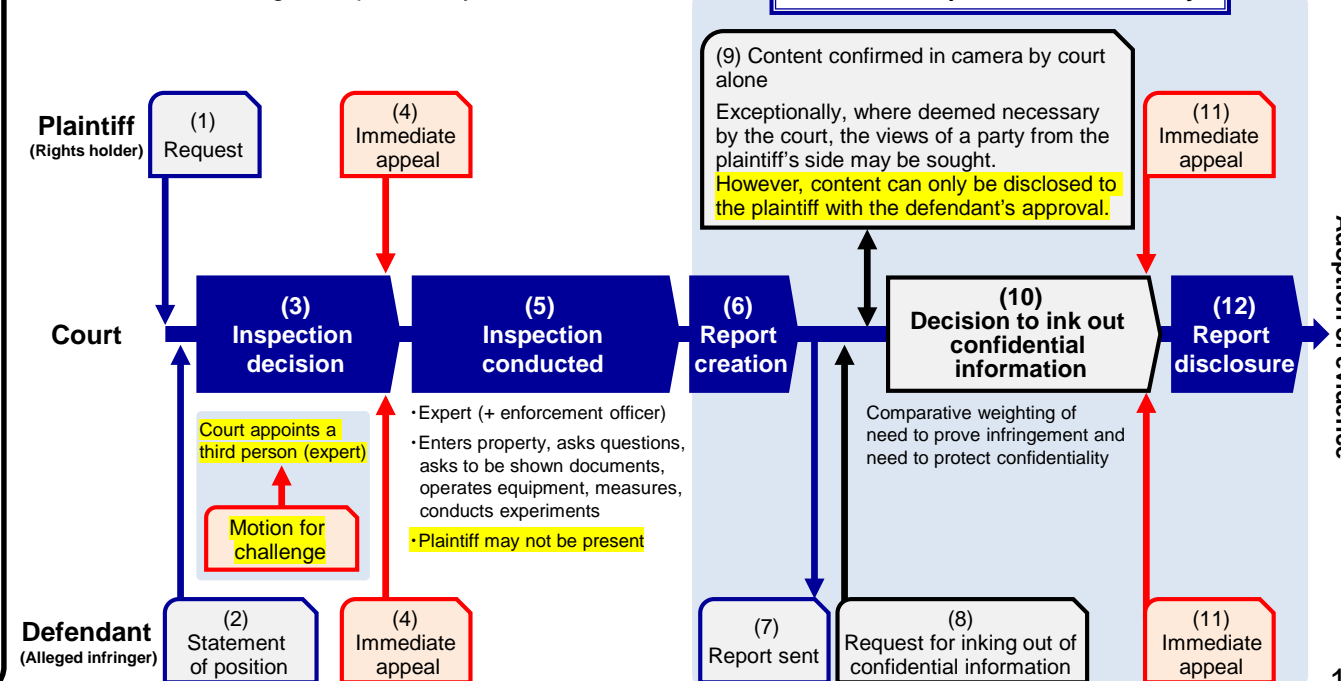 (9) Content confirmed in camera by court
alone
Exceptionally, where deemed necessary
by the court, the views of a party from the
plaintiff’s side may be sought.
However, content can only be disclosed to
the plaintiff with the defendant’s approval.
Plaintiff
(Rights holder)
(1)
Request
(4)
Immediate
appeal
(11)
Immediate
appeal
Court
(3)
Inspection
decision
(5)
Inspection
conducted
(6)
Report
creation
(10)
Decision to ink out
confidential
information
(12)
Report
disclosure
Adoption of evidence
Court appoints a
third person (expert)
Motion for
challenge
・Expert (+ enforcement officer)
・Enters property, asks questions,
asks to be shown documents,
operates equipment, measures,
conducts experiments
・Plaintiff may not be present
Comparative weighting of
need to prove infringement and
need to protect confidentiality
Defendant
(Alleged infringer)
(2)
Statement
of position
(4)
Immediate
appeal
(7)
Report sent
(8)
Request for inking out of
confidential information
(11)
Immediate
appeal